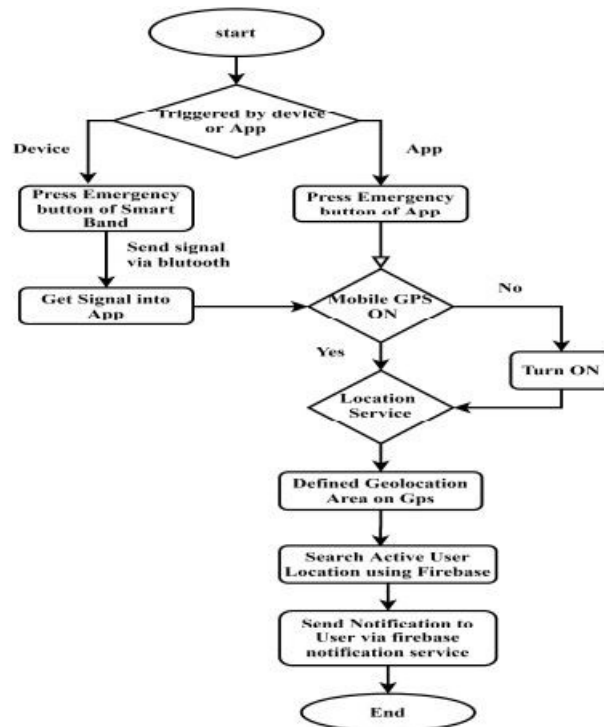 start
Triggered by device
or App
Device
App
Press Emergency
button of Smart
Band
Press Emergency
button of App
Send signal
via blutooth
Get Signal into
App
Mobile GPS
ON
No
Yes
Turn ON
Location
Service
Defined Geolocation
Area on Gps
Search Active User
Location using Firebase
Send Notification to
User via firebase
notification service
End